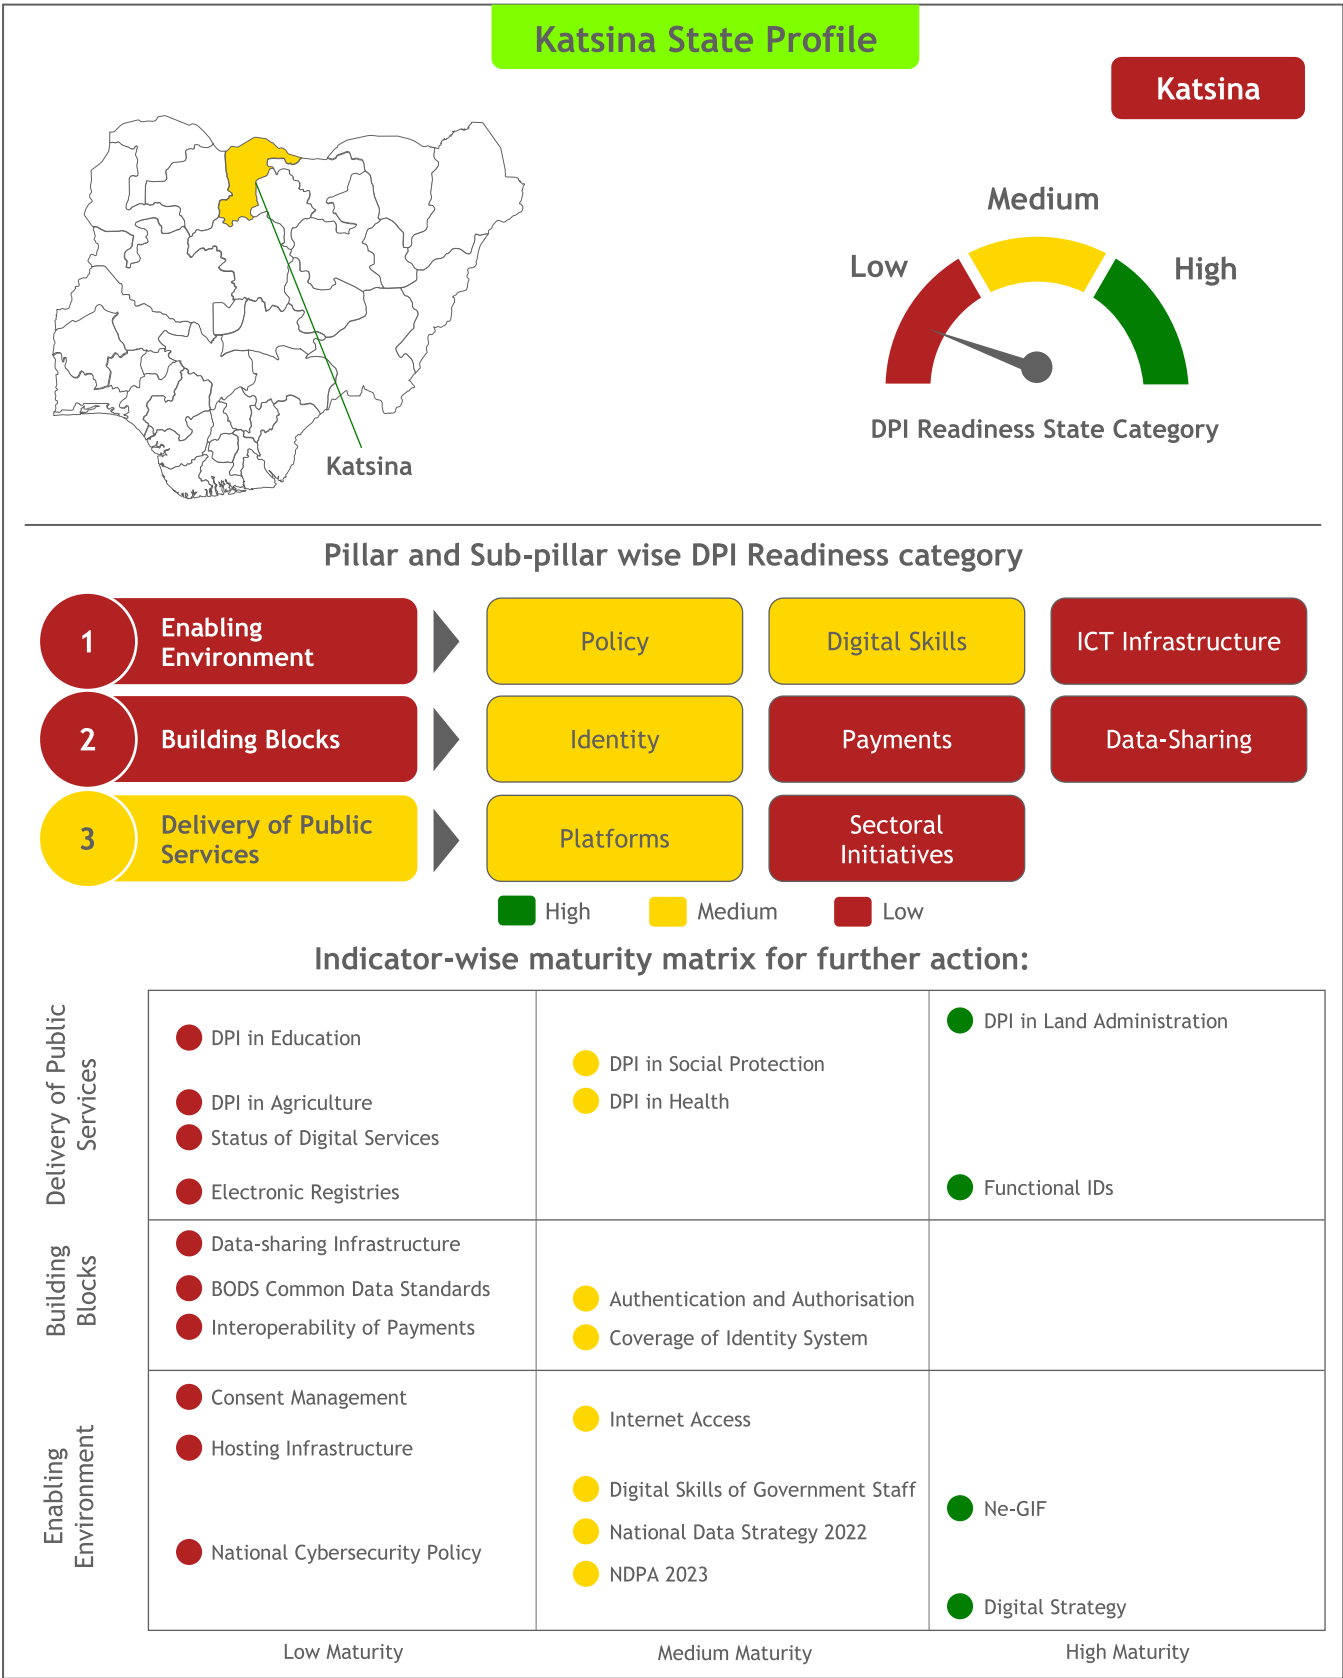 Katsina State Profile
Katsina
Medium
Low
High
DPI Readiness State Category
Katsina
Pillar and Sub-pillar wise DPI Readiness category
1
Enabling
Environment
Policy
Digital Skills
ICT Infrastructure
2
Building Blocks
Identity
Payments
Data-Sharing
3
Delivery of Public
Services
Platforms
Sectoral
Initiatives
High
Medium
Low
Indicator-wise maturity matrix for further action:
Delivery of Public
Services
DPI in Education
DPI in Agriculture
Status of Digital Services
Electronic Registries
DPI in Social Protection
DPI in Health
DPI in Land Administration
Functional IDs
Building
Blocks
Data-sharing Infrastructure
BODS Common Data Standards
Interoperability of Payments
Authentication and Authorisation
Coverage of Identity System
Enabling
Environment
Consent Management
Hosting Infrastructure
National Cybersecurity Policy
Internet Access
Digital Skills of Government Staff
National Data Strategy 2022
NDPA 2023
Ne-GIF
Digital Strategy
Low Maturity
Medium Maturity
High Maturity